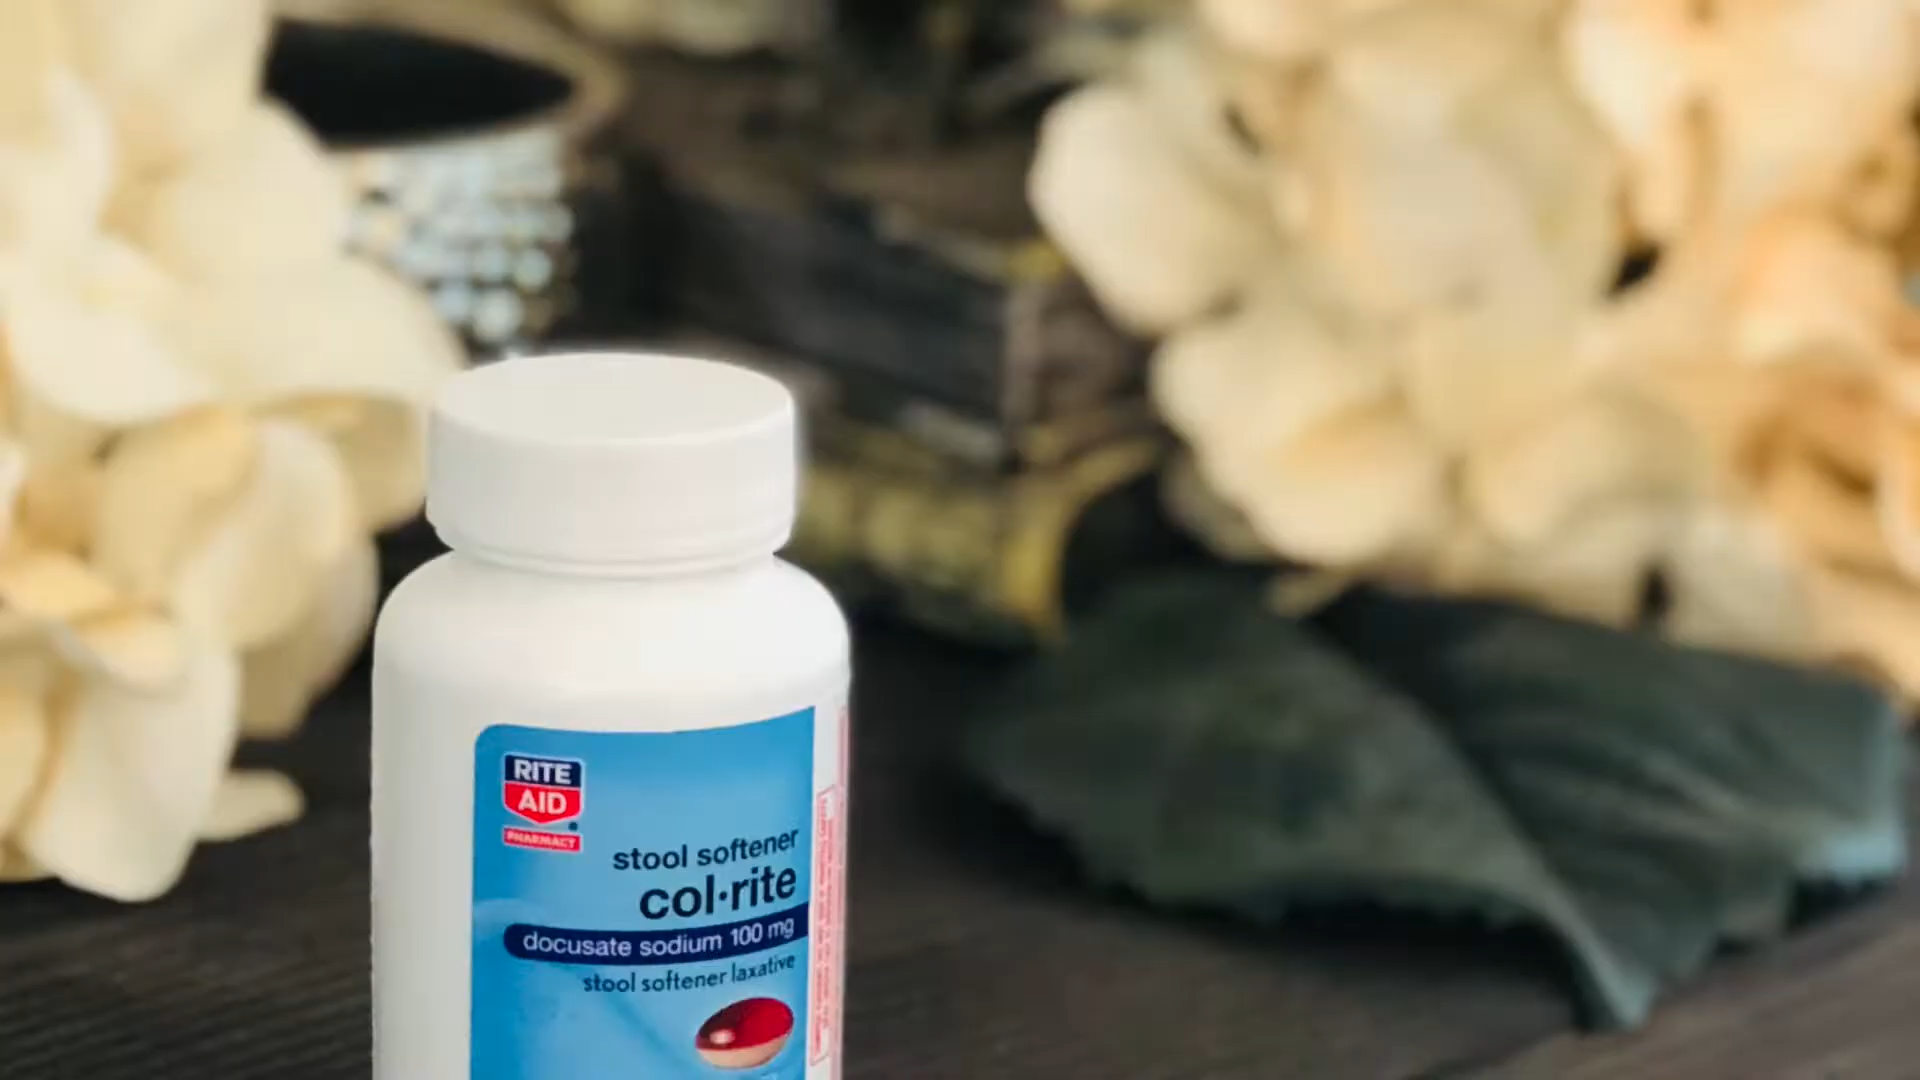 RITE
AID
PHARMACY
stool softener
col·rite
docusate sodium 100 mg
stool softener laxative